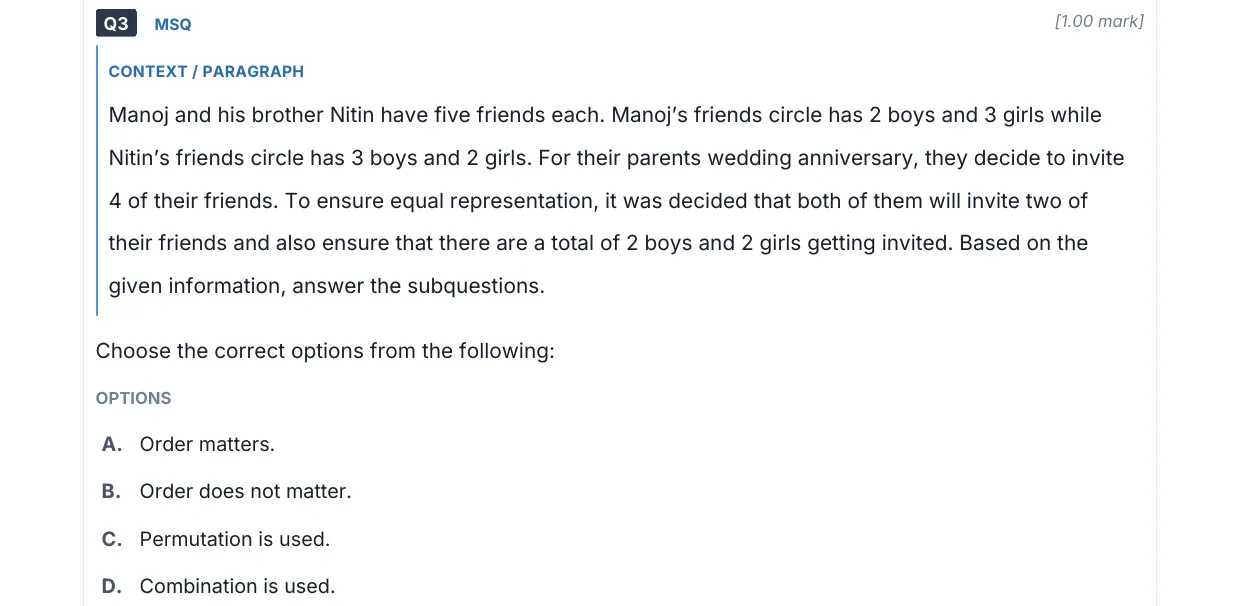 Q3 MSQ [1.00 mark]
CONTEXT / PARAGRAPH
Manoj and his brother Nitin have five friends each. Manoj’s friends circle has 2 boys and 3 girls while
Nitin’s friends circle has 3 boys and 2 girls. For their parents wedding anniversary, they decide to invite
4 of their friends. To ensure equal representation, it was decided that both of them will invite two of
their friends and also ensure that there are a total of 2 boys and 2 girls getting invited. Based on the
given information, answer the subquestions.
Choose the correct options from the following:
OPTIONS
A. Order matters.
B. Order does not matter.
C. Permutation is used.
D. Combination is used.